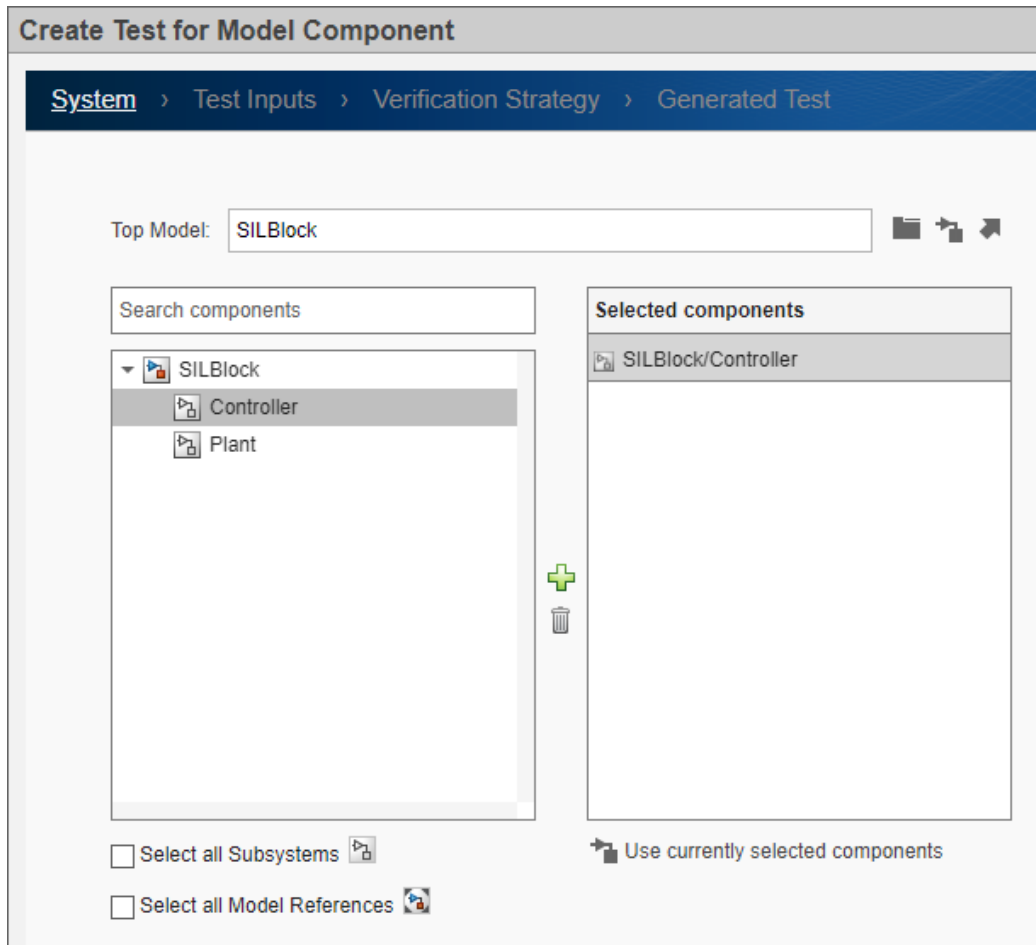 Create Test for Model Component
System › Test Inputs › Verification Strategy › Generated Test
Top Model: SILBlock
Search components
SILBlock
Controller
Plant
Selected components
SILBlock/Controller
Select all Subsystems
Select all Model References
Use currently selected components